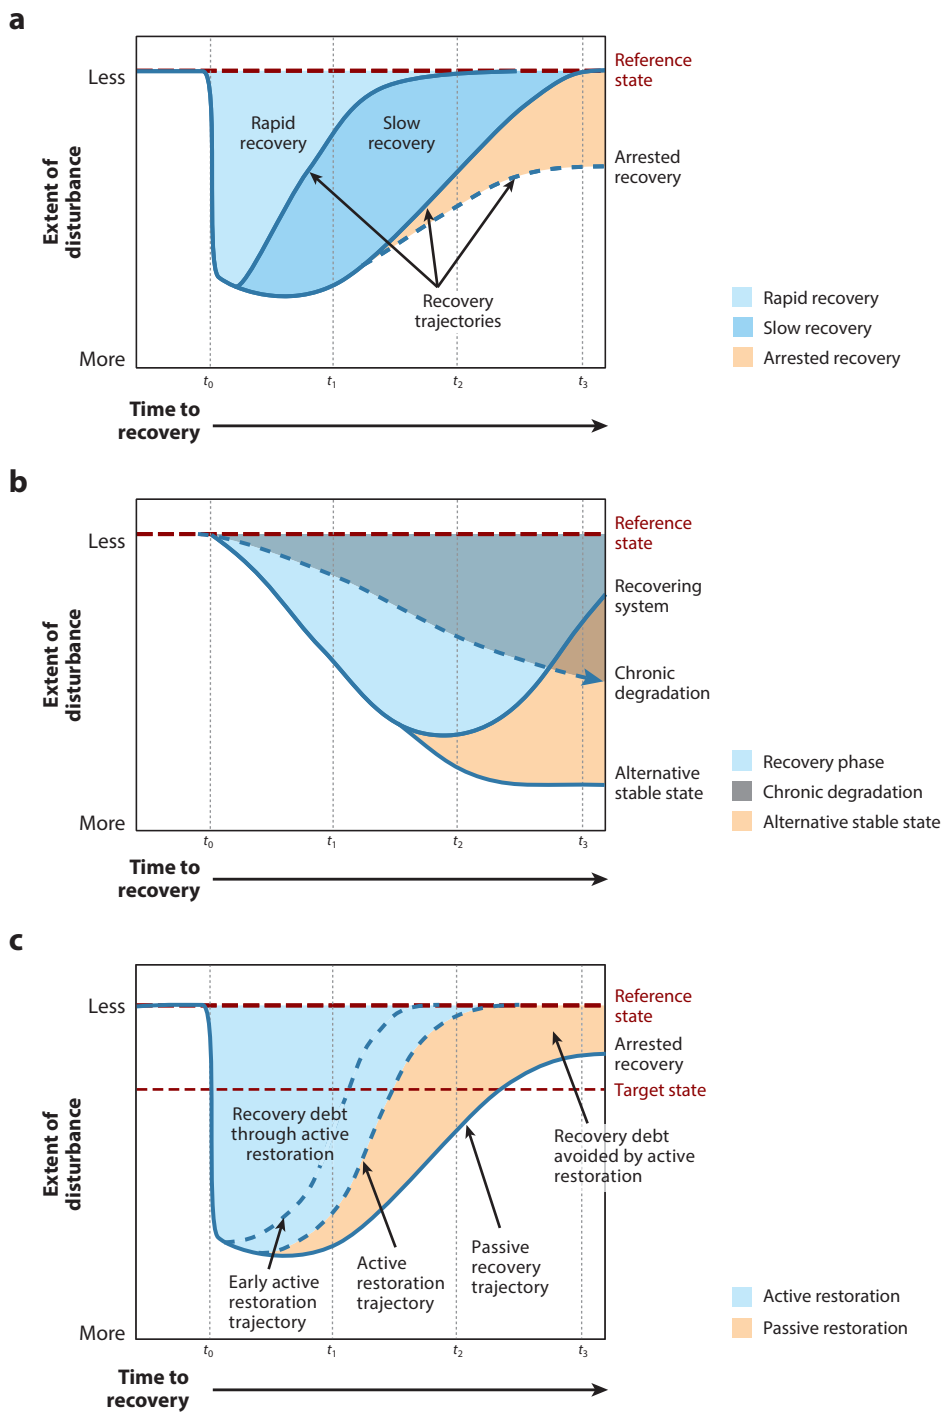 a
Less
Extent of
disturbance
More
Rapid
recovery
Slow
recovery
Recovery
trajectories
Reference
state
Arrested
recovery
Rapid recovery
Slow recovery
Arrested recovery
t0
t1
t2
t3
Time to
recovery
b
Less
Extent of
disturbance
More
Reference
state
Recovering
system
Chronic
degradation
Alternative
stable state
Recovery phase
Chronic degradation
Alternative stable state
t0
t1
t2
t3
Time to
recovery
c
Less
Extent of
disturbance
More
Reference
state
Arrested
recovery
Target state
Recovery debt
through active
restoration
Recovery debt
avoided by active
restoration
Early active
restoration
trajectory
Active
restoration
trajectory
Passive
recovery
trajectory
Active restoration
Passive restoration
t0
t1
t2
t3
Time to
recovery